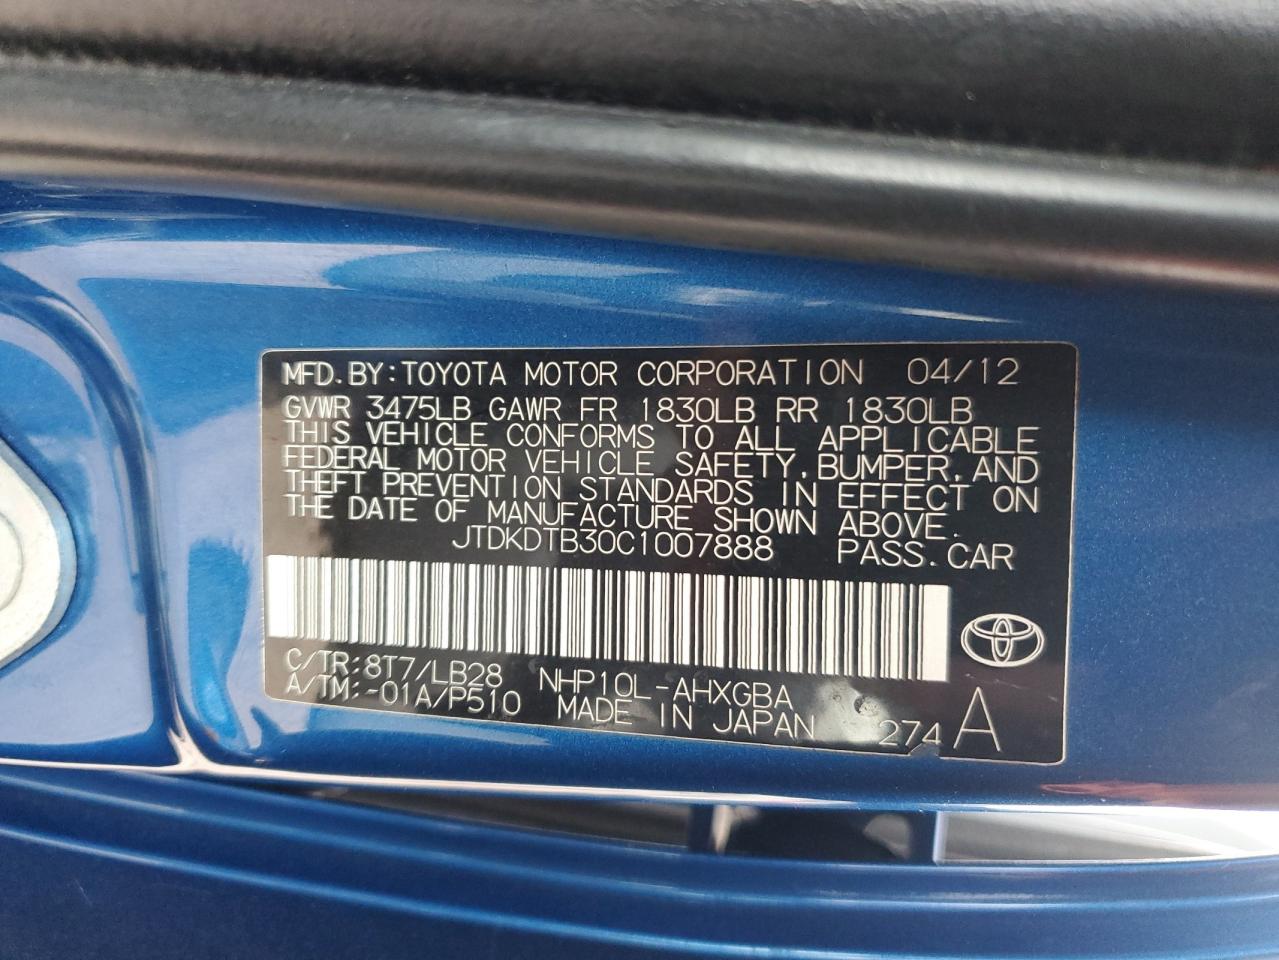 MFD. BY: TOYOTA MOTOR CORPORATION 04/12
GVWR 3475LB GAWR FR 1830LB RR 1830LB
THIS VEHICLE CONFORMS TO ALL APPLICABLE
FEDERAL MOTOR VEHICLE SAFETY, BUMPER, AND
THEFT PREVENTION STANDARDS IN EFFECT ON
THE DATE OF MANUFACTURE SHOWN ABOVE.
JTDKDTB30C1007888 PASS. CAR
C/TR: 8T7/LB28 NHP10L-AHXGBA
A/TM: -01A/P510 MADE IN JAPAN 274 A